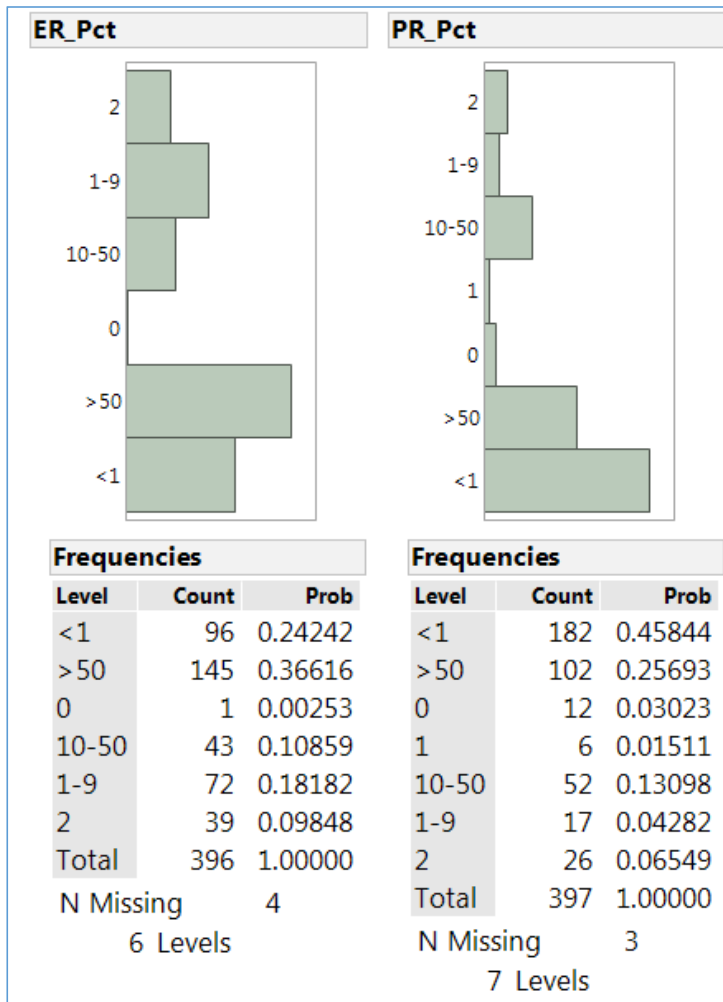 ER_Pct
2
1-9
10-50
0
>50
<1
Frequencies
Level Count Prob
<1 96 0.24242
>50 145 0.36616
0 1 0.00253
10-50 43 0.10859
1-9 72 0.18182
2 39 0.09848
Total 396 1.00000
N Missing 4
6 Levels
PR_Pct
2
1-9
10-50
1
0
>50
<1
Frequencies
Level Count Prob
<1 182 0.45844
>50 102 0.25693
0 12 0.03023
1 6 0.01511
10-50 52 0.13098
1-9 17 0.04282
2 26 0.06549
Total 397 1.00000
N Missing 3
7 Levels